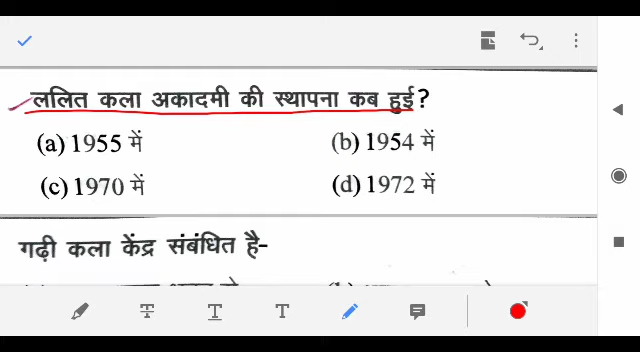 ललित कला अकादमी की स्थापना कब हुई?
(a) 1955 में (b) 1954 में
(c) 1970 में (d) 1972 में
गढ़ी कला केंद्र संबंधित है-